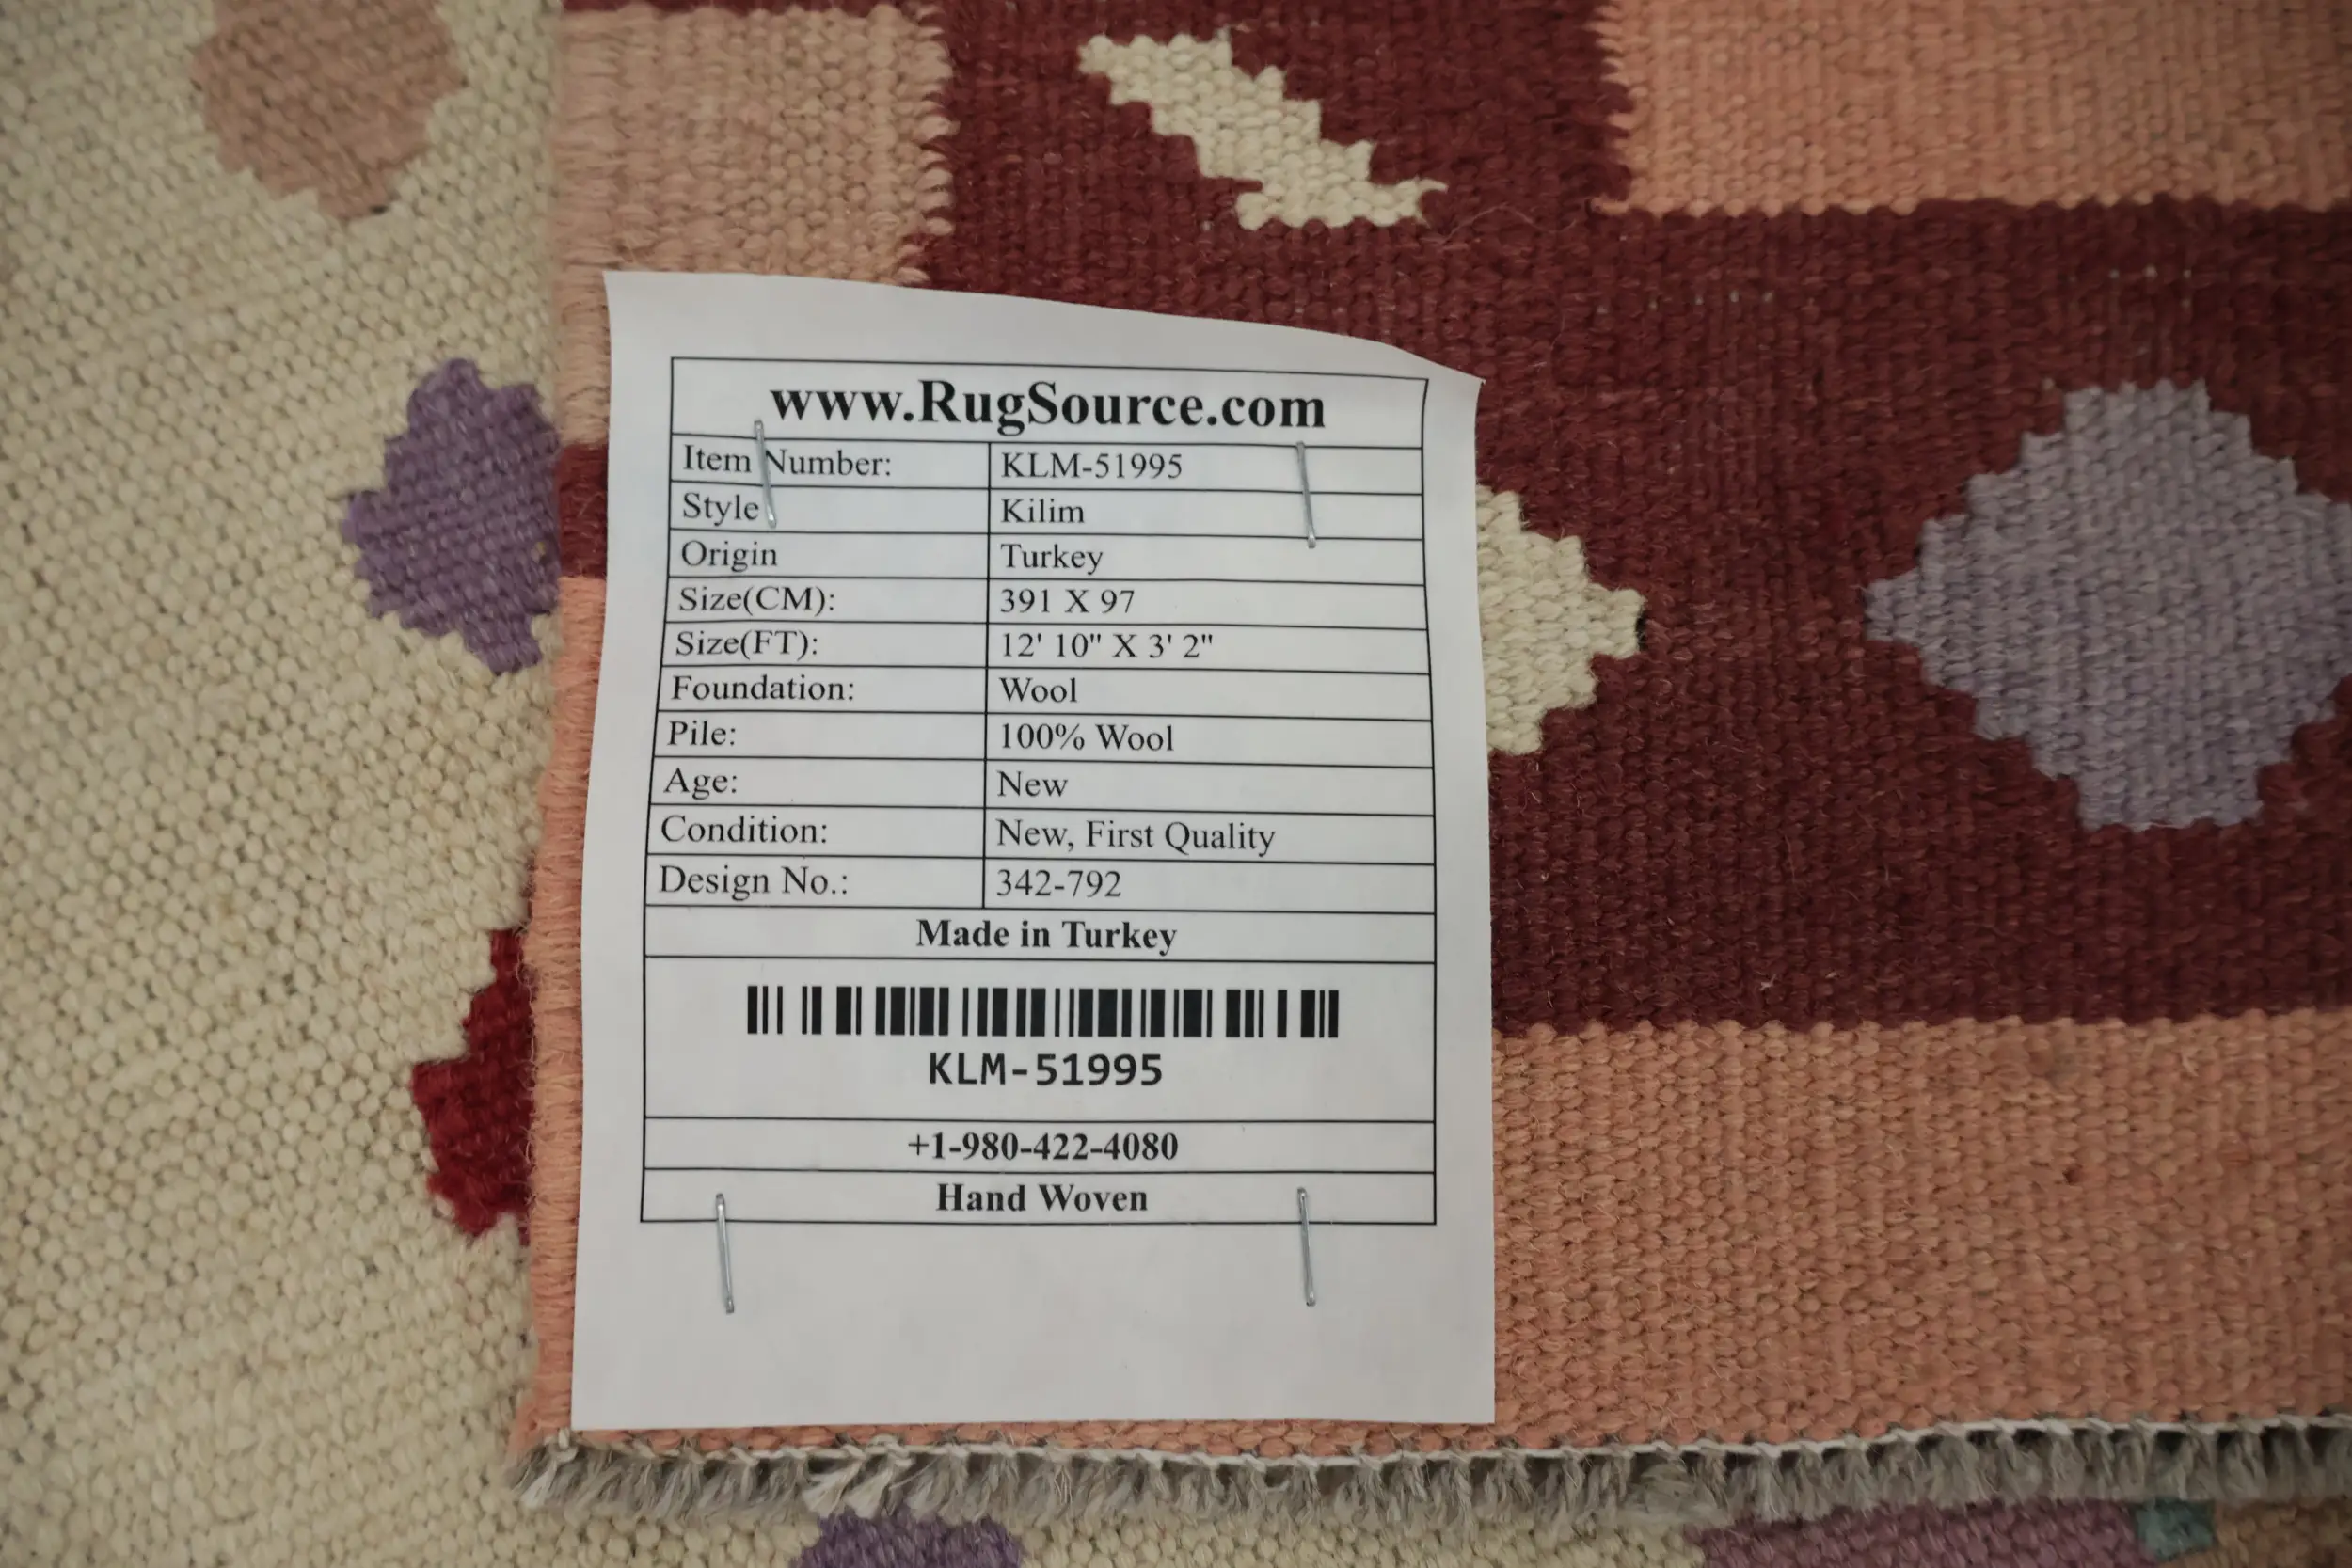 www.RugSource.com
Item Number: KLM-51995
Style Kilim
Origin Turkey
Size(CM): 391 X 97
Size(FT): 12' 10" X 3' 2"
Foundation: Wool
Pile: 100% Wool
Age: New
Condition: New, First Quality
Design No.: 342-792
Made in Turkey
KLM-51995
+1-980-422-4080
Hand Woven